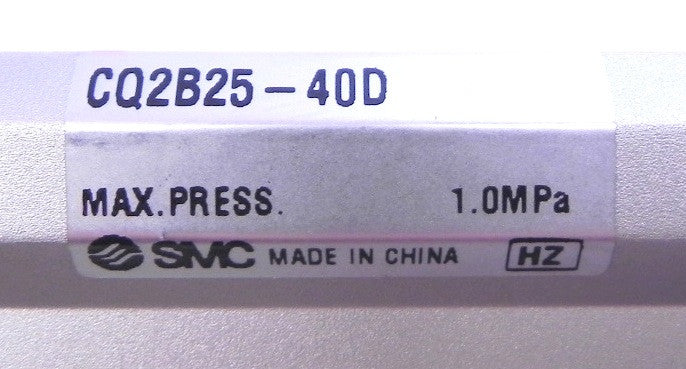 CQ2B25-40D
MAX.PRESS. 1.0MPa
SMC MADE IN CHINA HZ